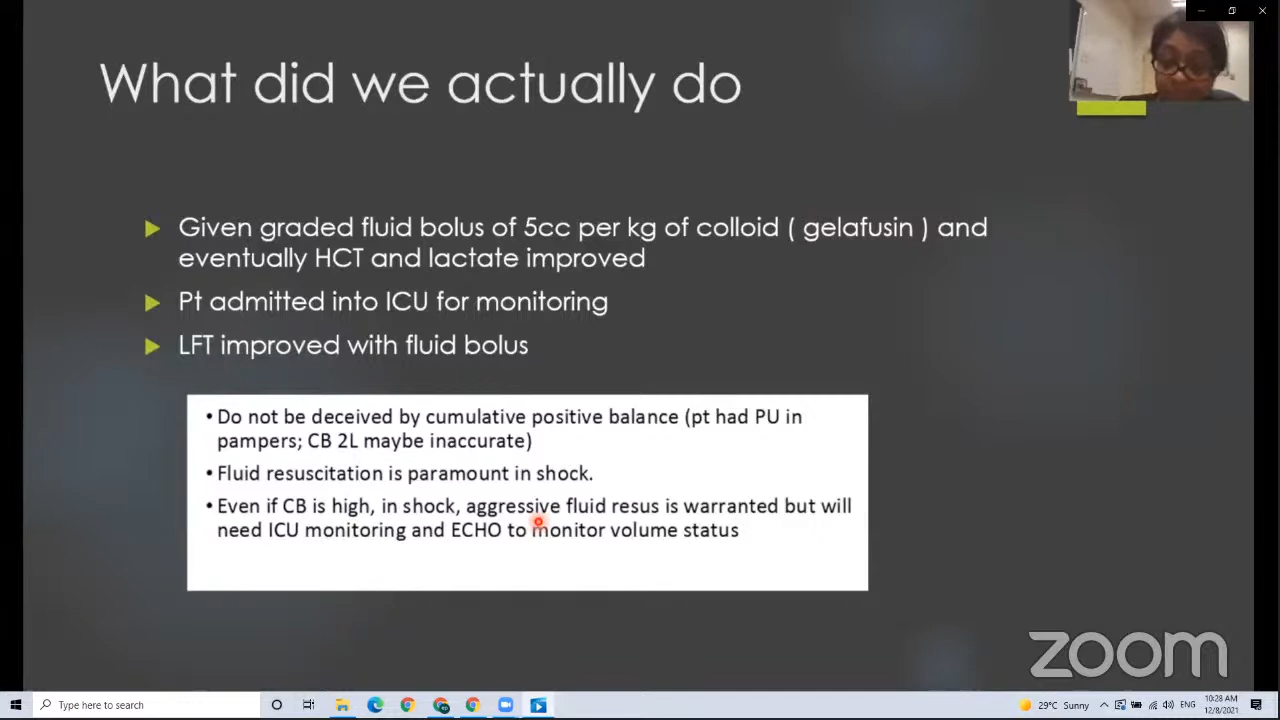 What did we actually do
Given graded fluid bolus of 5cc per kg of colloid ( gelafusin ) and
eventually HCT and lactate improved
Pt admitted into ICU for monitoring
LFT improved with fluid bolus
• Do not be deceived by cumulative positive balance (pt had PU in
pampers; CB 2L maybe inaccurate)
• Fluid resuscitation is paramount in shock.
• Even if CB is high, in shock, aggressive fluid resus is warranted but will
need ICU monitoring and ECHO to monitor volume status
zoom
Type here to search
29°C Sunny
10:28 AM
12/8/2021